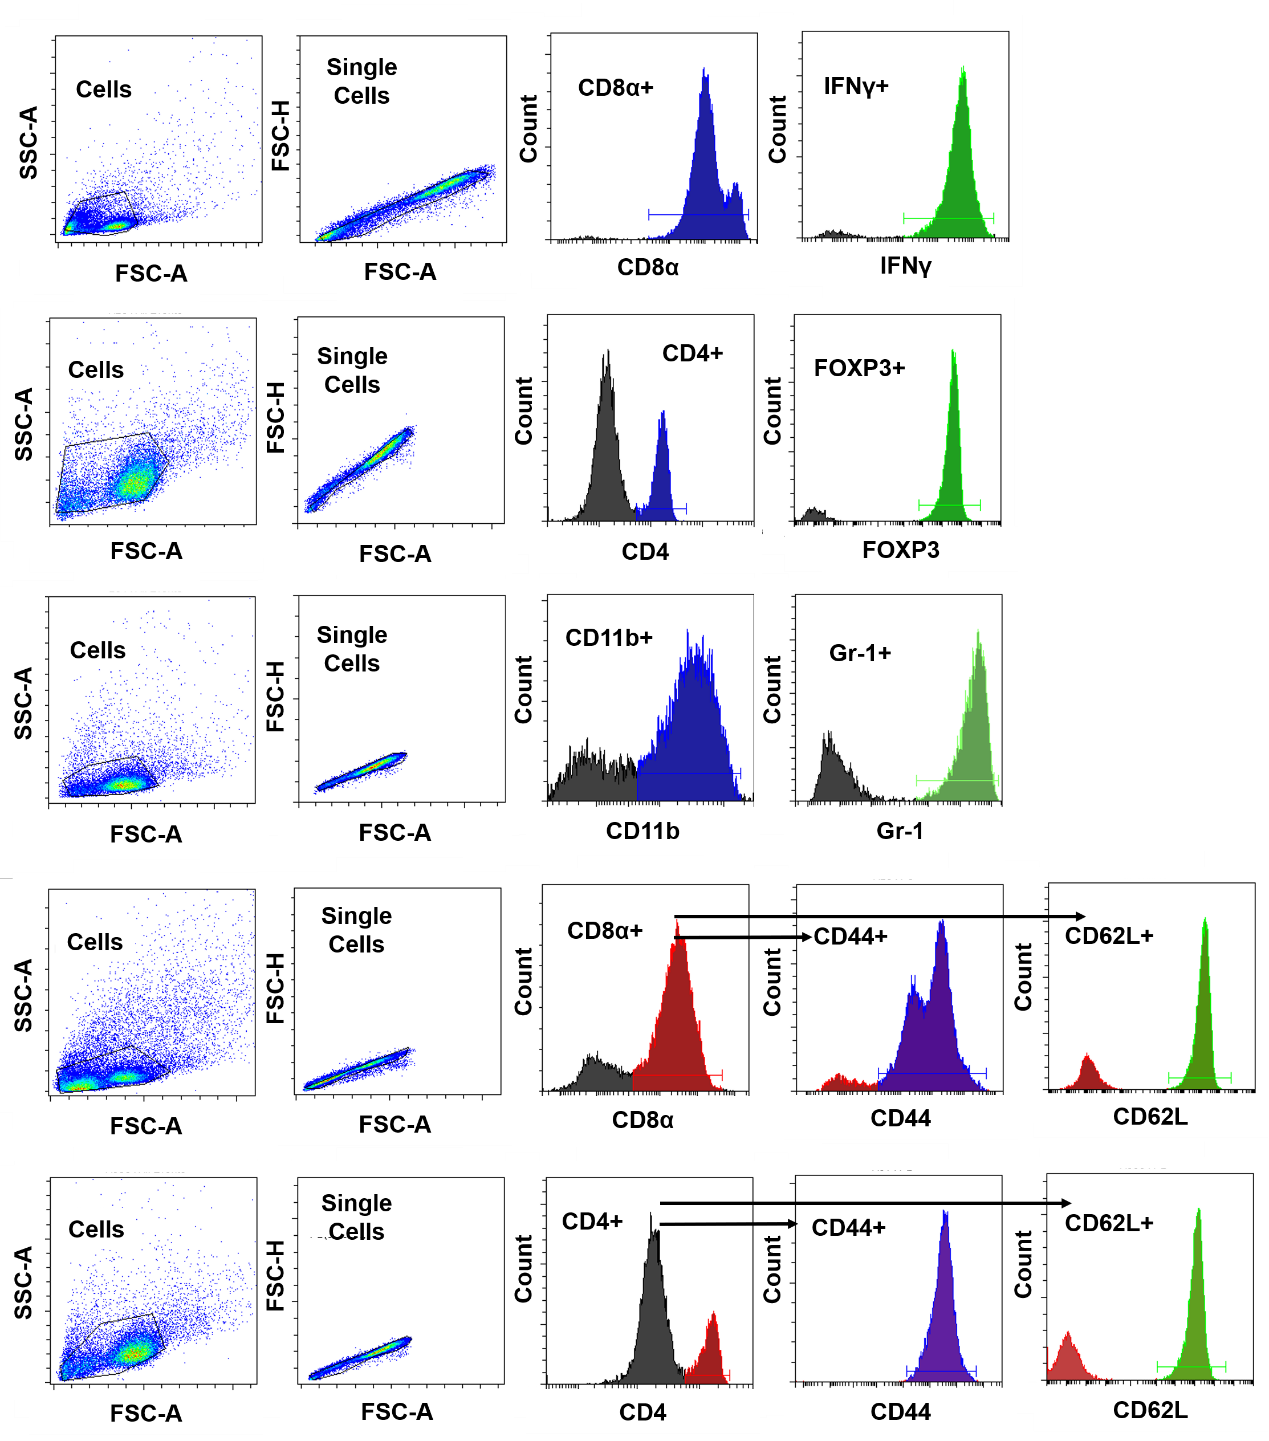 Cells
SSC-A
FSC-A
Single
Cells
FSC-H
FSC-A
CD8α+
Count
CD8α
IFNγ+
Count
IFNγ
Cells
SSC-A
FSC-A
Single
Cells
FSC-H
FSC-A
CD4+
Count
CD4
FOXP3+
Count
FOXP3
Cells
SSC-A
FSC-A
Single
Cells
FSC-H
FSC-A
CD11b+
Count
CD11b
Gr-1+
Count
Gr-1
Cells
SSC-A
FSC-A
Single
Cells
FSC-H
FSC-A
CD8α+
Count
CD8α
CD44+
Count
CD44
CD62L+
Count
CD62L
Cells
SSC-A
FSC-A
Single
Cells
FSC-H
FSC-A
CD4+
Count
CD4
CD44+
Count
CD44
CD62L+
Count
CD62L